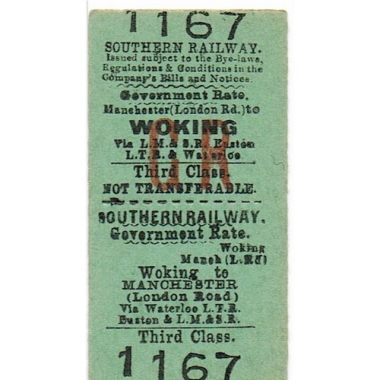 1167
SOUTHERN RAILWAY.
Issued subject to the Bye-laws,
Regulations & Conditions in the
Company's Bills and Notices.
Government Rate.
Manchester (London Rd.) to
WOKING
Via L.M.& S.R. Euston
L.T.R. & Waterloo
GR
Third Class.
NOT TRANSFERABLE.
SOUTHERN RAILWAY.
Government Rate.
Woking
Manch (L.Rd)
Woking to
MANCHESTER
(London Road)
Via Waterloo L.T.R.
Euston & L.M.&S.R.
Third Class.
1167